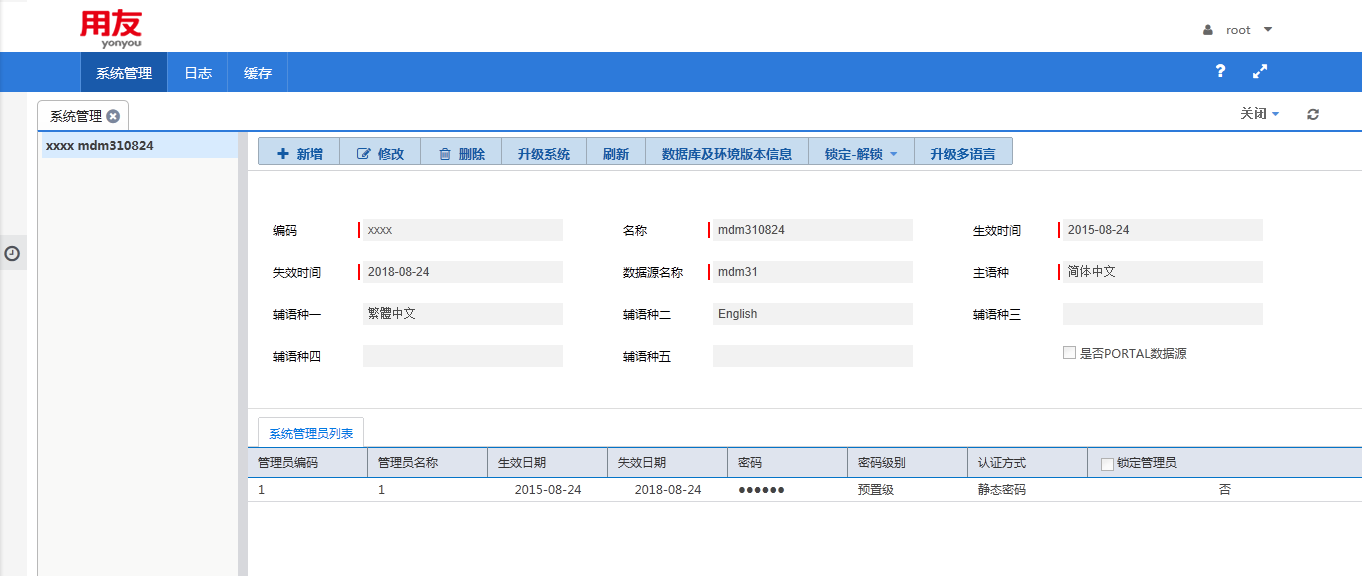 用友
yonyou
root
系统管理 日志 缓存 ?
系统管理 关闭
xxxx mdm310824
新增 修改 删除 升级系统 刷新 数据库及环境版本信息 锁定-解锁 升级多语言
编码 xxxx 名称 mdm310824 生效时间 2015-08-24
失效时间 2018-08-24 数据源名称 mdm31 主语种 简体中文
辅语种一 繁體中文 辅语种二 English 辅语种三
辅语种四 辅语种五 是否PORTAL数据源
系统管理员列表
管理员编码 管理员名称 生效日期 失效日期 密码 密码级别 认证方式 锁定管理员
1 1 2015-08-24 2018-08-24 ●●●●●● 预置级 静态密码 否